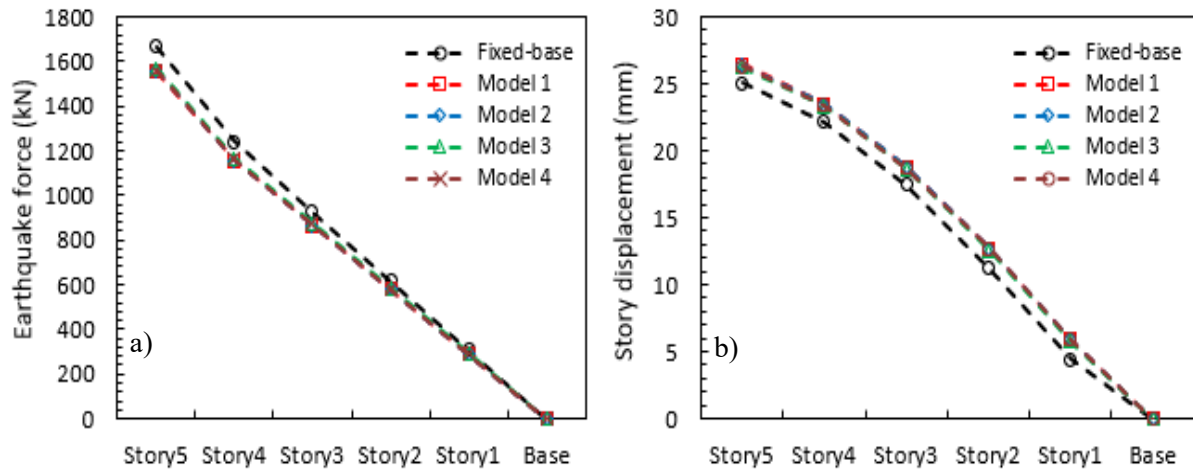 1800
1600
1400
1200
1000
800
600
400
200
0
Earthquake force (kN)
Fixed-base
Model 1
Model 2
Model 3
Model 4
a)
Story5 Story4 Story3 Story2 Story1 Base
30
25
20
15
10
5
0
Story displacement (mm)
Fixed-base
Model 1
Model 2
Model 3
Model 4
b)
Story5 Story4 Story3 Story2 Story1 Base